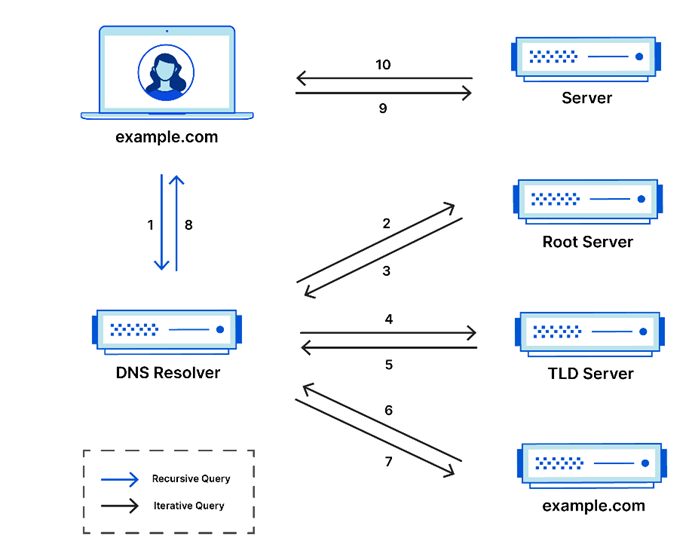 10
9
Server
example.com
1
8
2
3
Root Server
4
5
DNS Resolver
TLD Server
6
7
Recursive Query
Iterative Query
example.com